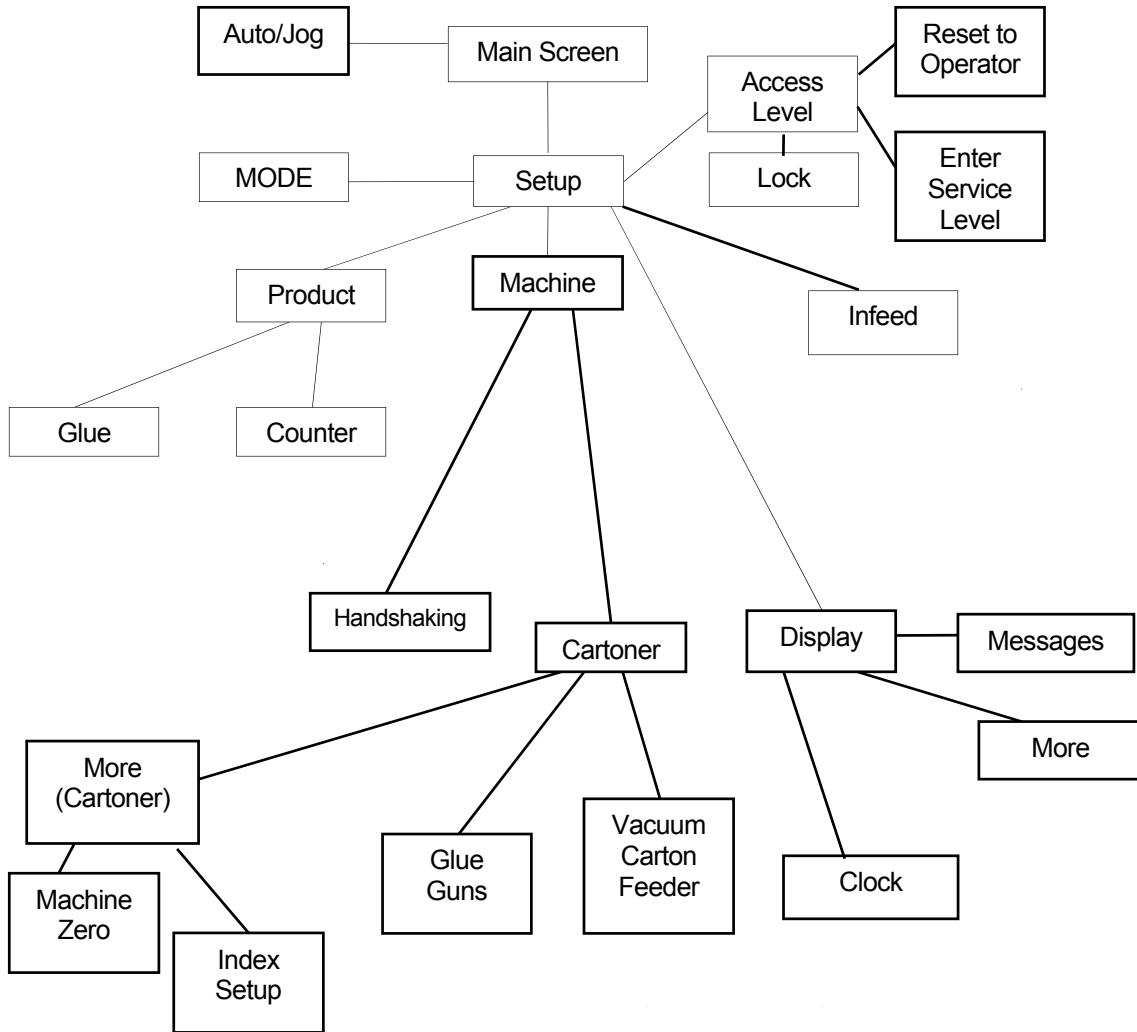 Auto/Jog
Main Screen
Reset to
Operator
Access
Level
MODE
Setup
Lock
Enter
Service
Level
Product
Machine
Infeed
Glue
Counter
Handshaking
Cartoner
Display
Messages
More
(Cartoner)
More
Glue
Guns
Vacuum
Carton
Feeder
Clock
Machine
Zero
Index
Setup